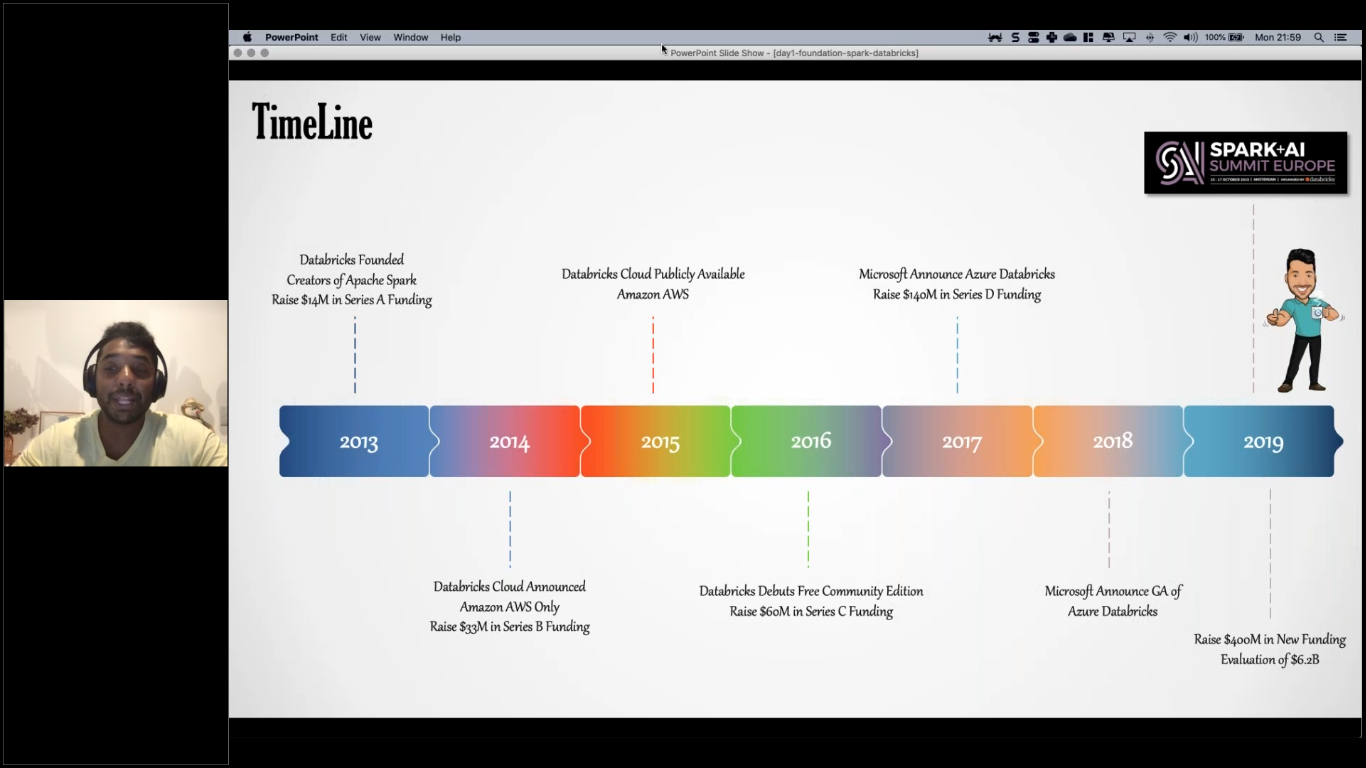 PowerPoint Edit View Window Help
100% Mon 21:59
PowerPoint Slide Show - [day1-foundation-spark-databricks]
TimeLine
SPARK+AI
SUMMIT EUROPE
databricks
Databricks Founded
Creators of Apache Spark
Raise $14M in Series A Funding
Databricks Cloud Publicly Available
Amazon AWS
Microsoft Announce Azure Databricks
Raise $140M in Series D Funding
2013 2014 2015 2016 2017 2018 2019
Databricks Cloud Announced
Amazon AWS Only
Raise $33M in Series B Funding
Databricks Debuts Free Community Edition
Raise $60M in Series C Funding
Microsoft Announce GA of
Azure Databricks
Raise $400M in New Funding
Evaluation of $6.2B